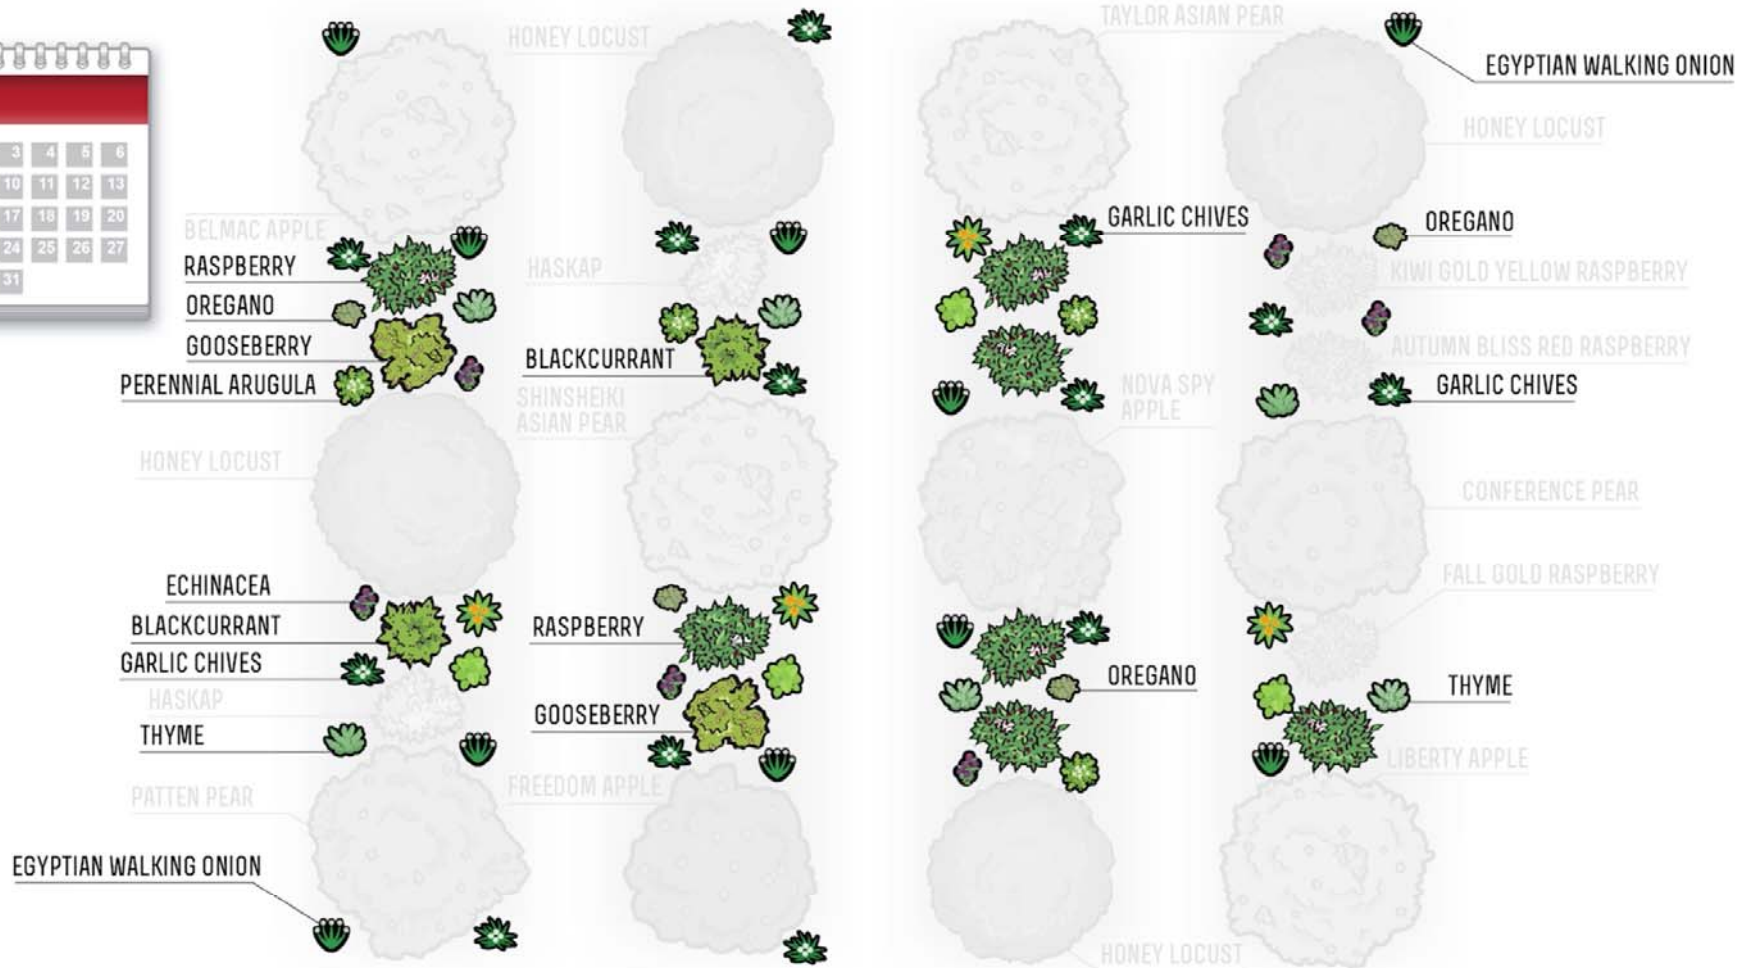 3 4 5 6
10 11 12 13
17 18 19 20
24 25 26 27
31
HONEY LOCUST
BELMAC APPLE
RASPBERRY
OREGANO
GOOSEBERRY
PERENNIAL ARUGULA
HONEY LOCUST
ECHINACEA
BLACKCURRANT
GARLIC CHIVES
HASKAP
THYME
PATTEN PEAR
EGYPTIAN WALKING ONION
HASKAP
BLACKCURRANT
SHINSHEIKI
ASIAN PEAR
RASPBERRY
GOOSEBERRY
FREEDOM APPLE
TAYLOR ASIAN PEAR
GARLIC CHIVES
NOVA SPY
APPLE
OREGANO
HONEY LOCUST
EGYPTIAN WALKING ONION
HONEY LOCUST
OREGANO
KIWI GOLD YELLOW RASPBERRY
AUTUMN BLISS RED RASPBERRY
GARLIC CHIVES
CONFERENCE PEAR
FALL GOLD RASPBERRY
THYME
LIBERTY APPLE